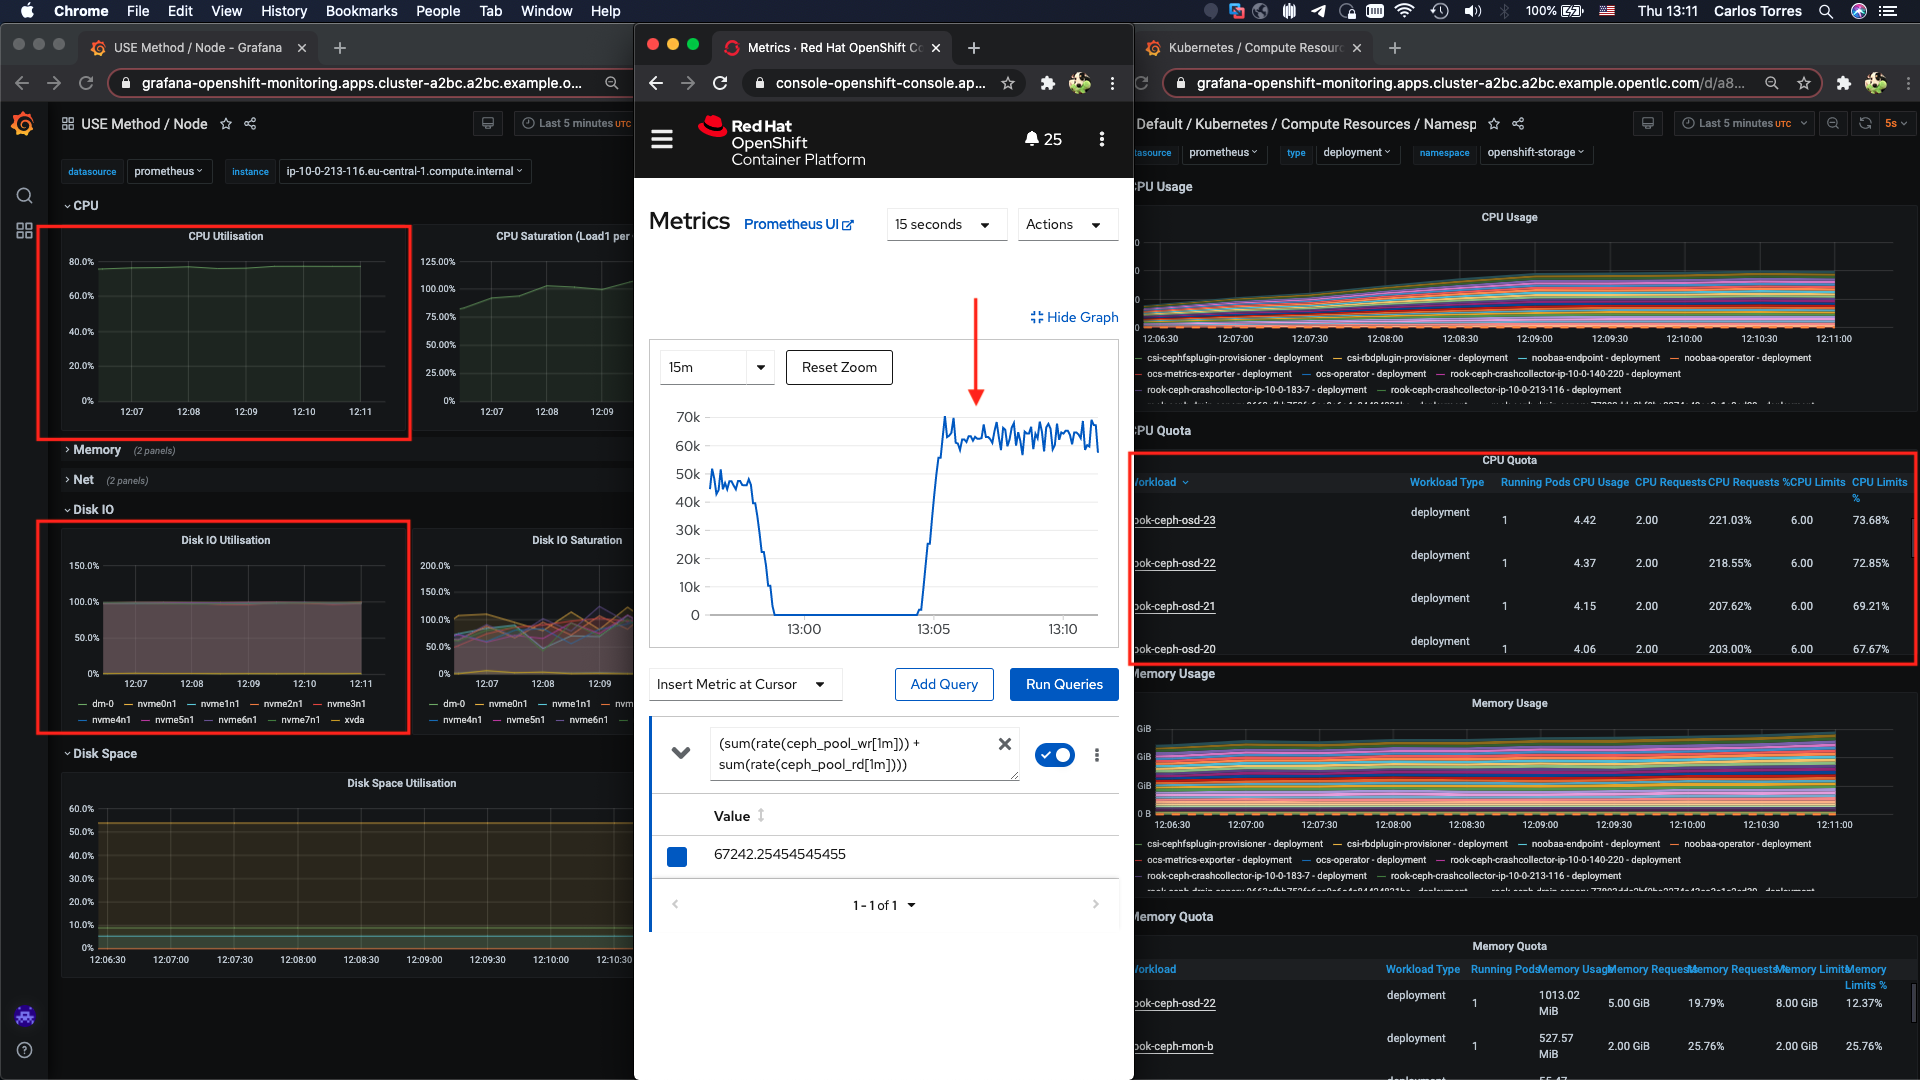 Chrome File Edit View History Bookmarks People Tab Window Help
100% Thu 13:11 Carlos Torres
USE Method / Node - Grafana
grafana-openshift-monitoring.apps.cluster-a2bc.a2bc.example.o...
USE Method / Node
Last 5 minutes UTC
datasource prometheus instance ip-10-0-213-116.eu-central-1.compute.internal
CPU
CPU Utilisation
80.0%
60.0%
40.0%
20.0%
0%
12:07 12:08 12:09 12:10 12:11
CPU Saturation (Load1 per
125.00%
100.00%
75.00%
50.00%
25.00%
0%
12:07 12:08 12:09
Memory (2 panels)
Net (2 panels)
Disk IO
Disk IO Utilisation
150.0%
100.0%
50.0%
0%
12:07 12:08 12:09 12:10 12:11
dm-0 nvme0n1 nvme1n1 nvme2n1 nvme3n1
nvme4n1 nvme5n1 nvme6n1 nvme7n1 xvda
Disk IO Saturation
200.0%
150.0%
100.0%
50.0%
0%
12:07 12:08 12:09
dm-0 nvme0n1 nvme1n1 nvm
nvme4n1 nvme5n1 nvme6n1
Disk Space
Disk Space Utilisation
60.0%
50.0%
40.0%
30.0%
20.0%
10.0%
0%
12:06:30 12:07:00 12:07:30 12:08:00 12:08:30 12:09:00 12:09:30 12:10:00 12:10:30
Metrics · Red Hat OpenShift Co
console-openshift-console.ap...
Red Hat
OpenShift
Container Platform
25
Metrics Prometheus UI 15 seconds Actions
Hide Graph
15m Reset Zoom
70k
60k
50k
40k
30k
20k
10k
0
13:00 13:05 13:10
Insert Metric at Cursor Add Query Run Queries
(sum(rate(ceph_pool_wr[1m])) +
sum(rate(ceph_pool_rd[1m])))
Value
67242.25454545455
1 - 1 of 1
Kubernetes / Compute Resourc
grafana-openshift-monitoring.apps.cluster-a2bc.a2bc.example.opentlc.com/d/a8...
Default / Kubernetes / Compute Resources / Namesp
Last 5 minutes UTC 5s
tasource prometheus type deployment namespace openshift-storage
CPU Usage
CPU Usage
0
0
0
12:06:30 12:07:00 12:07:30 12:08:00 12:08:30 12:09:00 12:09:30 12:10:00 12:10:30 12:11:00
csi-cephfsplugin-provisioner - deployment csi-rbdplugin-provisioner - deployment noobaa-endpoint - deployment noobaa-operator - deployment
ocs-metrics-exporter - deployment ocs-operator - deployment rook-ceph-crashcollector-ip-10-0-140-220 - deployment
rook-ceph-crashcollector-ip-10-0-183-7 - deployment rook-ceph-crashcollector-ip-10-0-213-116 - deployment
CPU Quota
CPU Quota
Workload Workload Type Running Pods CPU Usage CPU Requests CPU Requests % CPU Limits CPU Limits %
ook-ceph-osd-23 deployment 1 4.42 2.00 221.03% 6.00 73.68%
ook-ceph-osd-22 deployment 1 4.37 2.00 218.55% 6.00 72.85%
ook-ceph-osd-21 deployment 1 4.15 2.00 207.62% 6.00 69.21%
ook-ceph-osd-20 deployment 1 4.06 2.00 203.00% 6.00 67.67%
Memory Usage
Memory Usage
GiB
GiB
GiB
0 B
12:06:30 12:07:00 12:07:30 12:08:00 12:08:30 12:09:00 12:09:30 12:10:00 12:10:30 12:11:00
csi-cephfsplugin-provisioner - deployment csi-rbdplugin-provisioner - deployment noobaa-endpoint - deployment noobaa-operator - deployment
ocs-metrics-exporter - deployment ocs-operator - deployment rook-ceph-crashcollector-ip-10-0-140-220 - deployment
rook-ceph-crashcollector-ip-10-0-183-7 - deployment rook-ceph-crashcollector-ip-10-0-213-116 - deployment
Memory Quota
Memory Quota
Workload Workload Type Running Pods Memory Usage Memory Requests Memory Requests % Memory Limits Memory Limits %
ook-ceph-osd-22 deployment 1 1013.02 MiB 5.00 GiB 19.79% 8.00 GiB 12.37%
ook-ceph-mon-b deployment 1 527.57 MiB 2.00 GiB 25.76% 2.00 GiB 25.76%